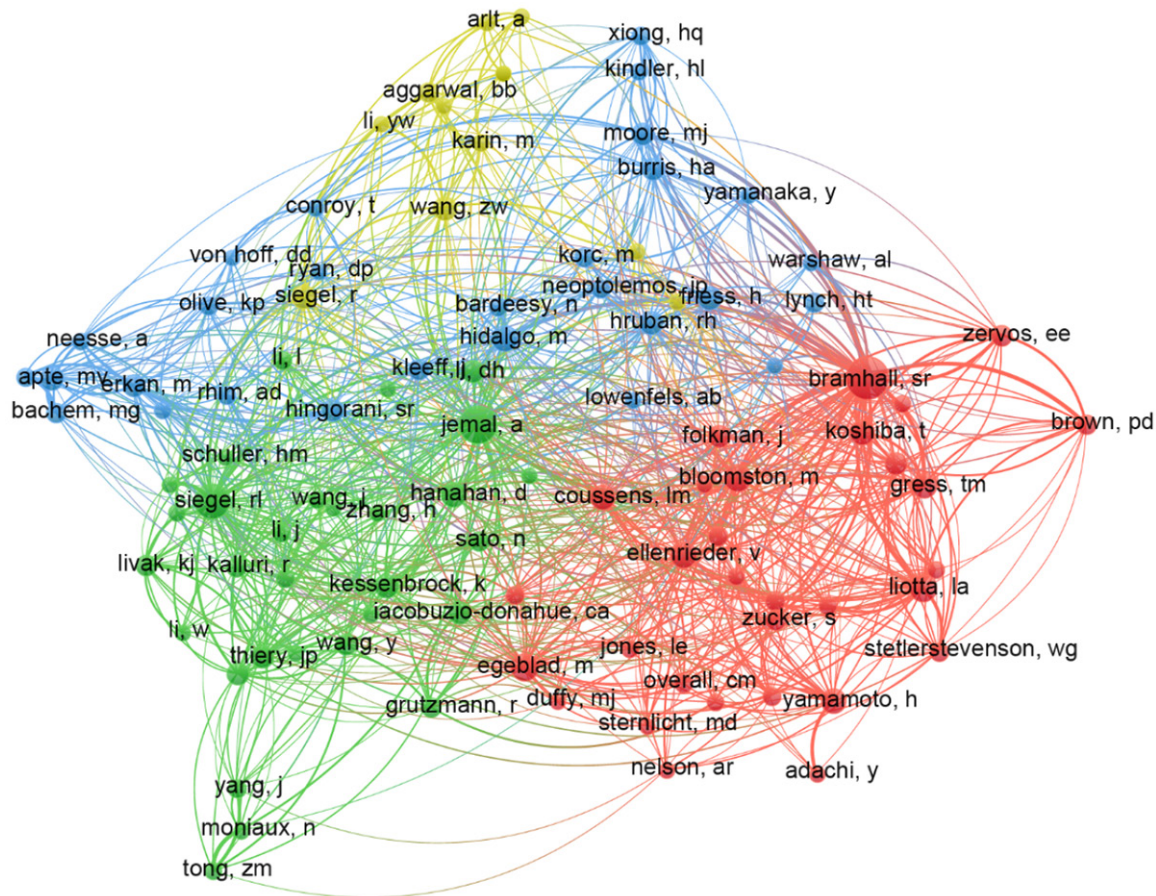 arlt, a
xiong, hq
kindler, hl
aggarwal, bb
li, yw
karin, m
moore, mj
burris, ha
yamanaka, y
conroy, t
wang, zw
von hoff, dd
ryan, dp
korc, m
warshaw, al
olive, kp
siegel, r
bardeesy, n
neoptolemos, jp
friess, h
lynch, ht
neesse, a
hidalgo, m
hruban, rh
zervos, ee
li, l
kleeff, j
li, dh
apte, mv
erkan, m
rhim, ad
bramhall, sr
bachem, mg
hingorani, sr
lowenfels, ab
jemal, a
folkman, j
koshiba, t
brown, pd
schuller, hm
bloomston, m
gress, tm
siegel, rl
wang, j
zhang, h
hanahan, d
coussens, lm
li, j
sato, n
ellenrieder, v
livak, kj
kalluri, r
kessenbrock, k
liotta, la
iacobuzio-donahue, ca
zucker, s
li, w
thiery, jp
wang, y
jones, le
stetlerstevenson, wg
egeblad, m
overall, cm
grutzmann, r
duffy, mj
yamamoto, h
sternlicht, md
nelson, ar
adachi, y
yang, j
moniaux, n
tong, zm